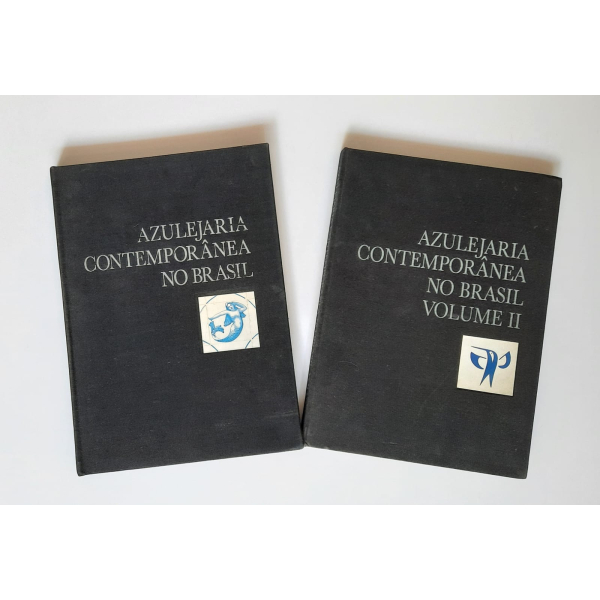 AZULEJARIA
CONTEMPORÂNEA
NO BRASIL
AZULEJARIA
CONTEMPORÂNEA
NO BRASIL
VOLUME II